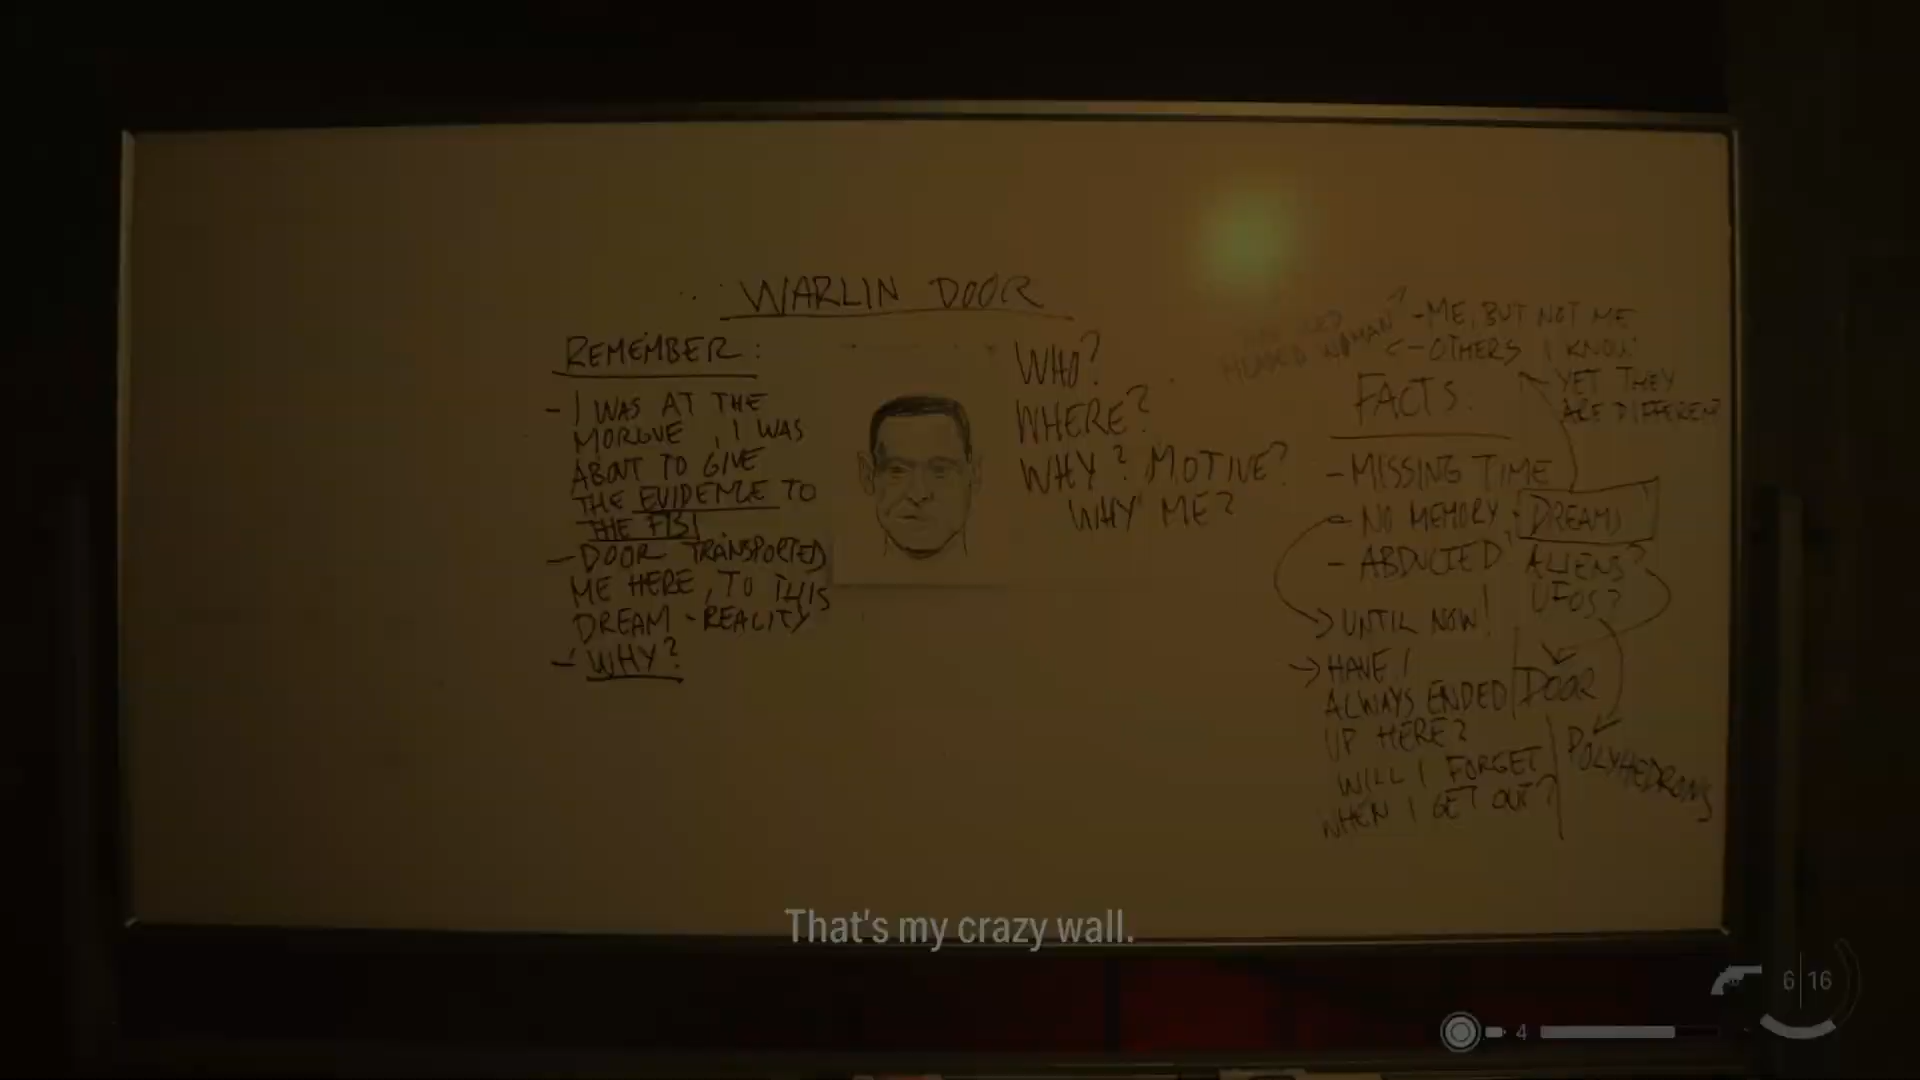 WARLIN DOOR
REMEMBER:
- I WAS AT THE
MORGUE, I WAS
ABOUT TO GIVE
THE EVIDENCE TO
THE FBI
- DOOR TRANSPORTED
ME HERE, TO THIS
DREAM-REALITY
- WHY?
WHO?
WHERE?
WHY? MOTIVE?
WHY ME?
WOMAN"
- ME, BUT NOT ME
- OTHERS I KNOW
YET THEY
ARE DIFFERENT
FACTS:
- MISSING TIME
- NO MEMORY - DREAMS
- ABDUCTED? ALIENS?
UFOS?
UNTIL NOW!
HAVE I
ALWAYS ENDED
UP HERE?
WILL I FORGET
WHEN I GET OUT?
DOOR
POLYHEDRONS
That's my crazy wall.
6|16
4